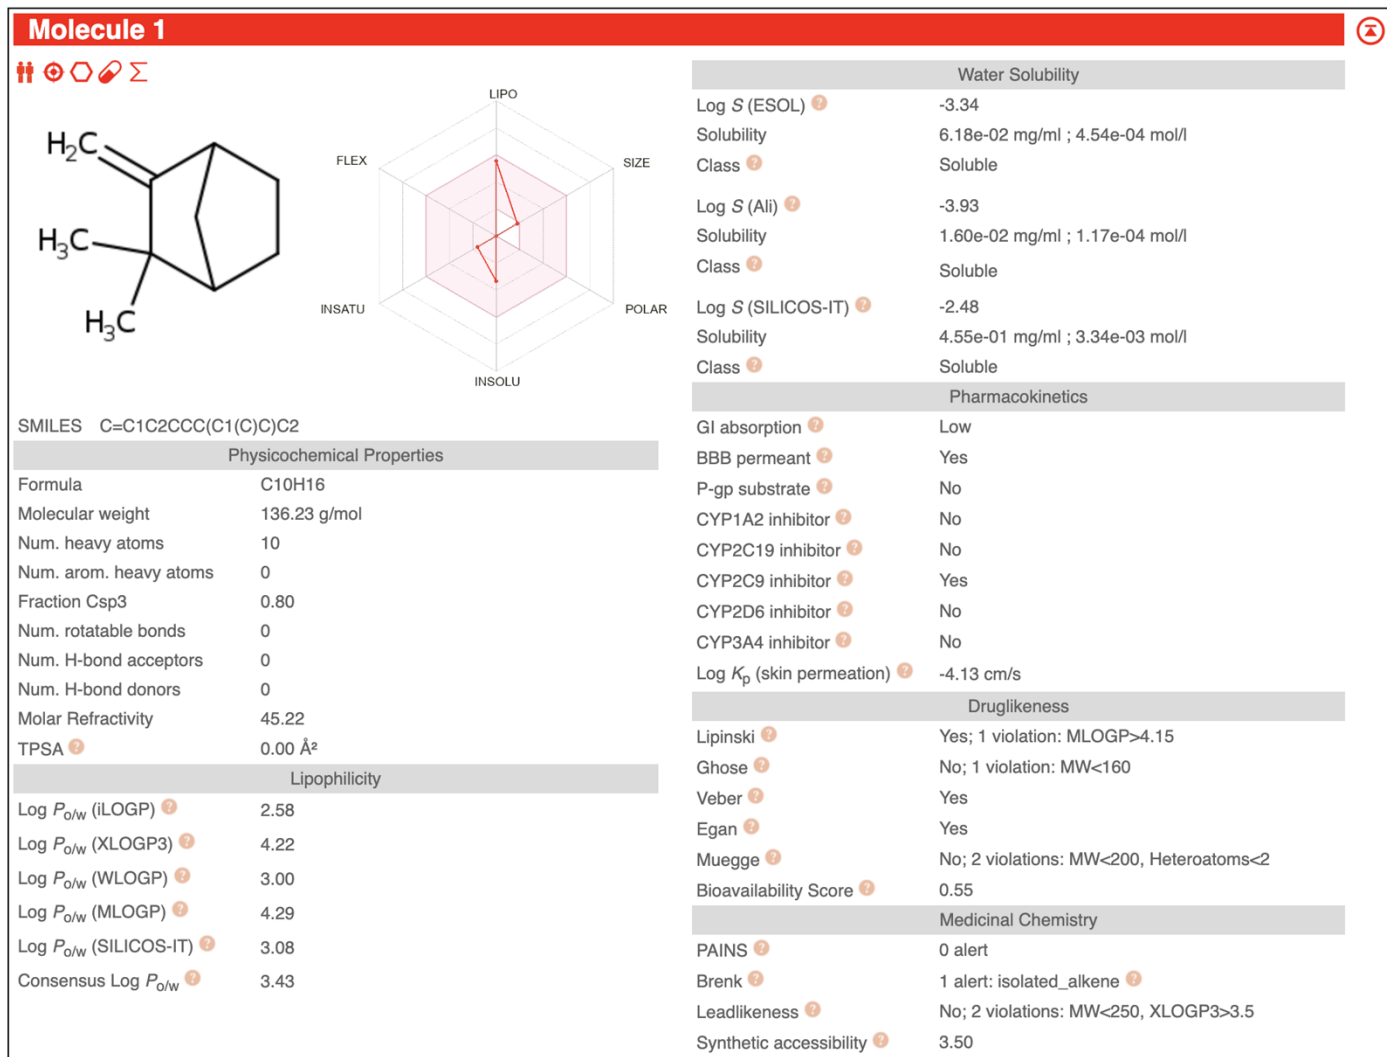 Molecule 1
H2C
H3C
H3C
LIPO
FLEX
SIZE
INSATU
POLAR
INSOLU
SMILES C=C1C2CCC(C1(C)C)C2
Physicochemical Properties
Formula C10H16
Molecular weight 136.23 g/mol
Num. heavy atoms 10
Num. arom. heavy atoms 0
Fraction Csp3 0.80
Num. rotatable bonds 0
Num. H-bond acceptors 0
Num. H-bond donors 0
Molar Refractivity 45.22
TPSA ? 0.00 Å²
Lipophilicity
Log Po/w (iLOGP) ? 2.58
Log Po/w (XLOGP3) ? 4.22
Log Po/w (WLOGP) ? 3.00
Log Po/w (MLOGP) ? 4.29
Log Po/w (SILICOS-IT) ? 3.08
Consensus Log Po/w ? 3.43
Water Solubility
Log S (ESOL) ? -3.34
Solubility 6.18e-02 mg/ml ; 4.54e-04 mol/l
Class ? Soluble
Log S (Ali) ? -3.93
Solubility 1.60e-02 mg/ml ; 1.17e-04 mol/l
Class ? Soluble
Log S (SILICOS-IT) ? -2.48
Solubility 4.55e-01 mg/ml ; 3.34e-03 mol/l
Class ? Soluble
Pharmacokinetics
GI absorption ? Low
BBB permeant ? Yes
P-gp substrate ? No
CYP1A2 inhibitor ? No
CYP2C19 inhibitor ? No
CYP2C9 inhibitor ? Yes
CYP2D6 inhibitor ? No
CYP3A4 inhibitor ? No
Log Kp (skin permeation) ? -4.13 cm/s
Druglikeness
Lipinski ? Yes; 1 violation: MLOGP>4.15
Ghose ? No; 1 violation: MW<160
Veber ? Yes
Egan ? Yes
Muegge ? No; 2 violations: MW<200, Heteroatoms<2
Bioavailability Score ? 0.55
Medicinal Chemistry
PAINS ? 0 alert
Brenk ? 1 alert: isolated_alkene ?
Leadlikeness ? No; 2 violations: MW<250, XLOGP3>3.5
Synthetic accessibility ? 3.50